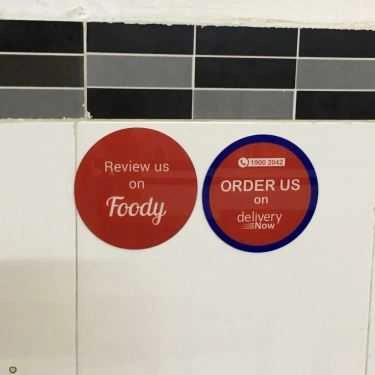 Review us
on
Foody
1900 2042
ORDER US
on
delivery
Now